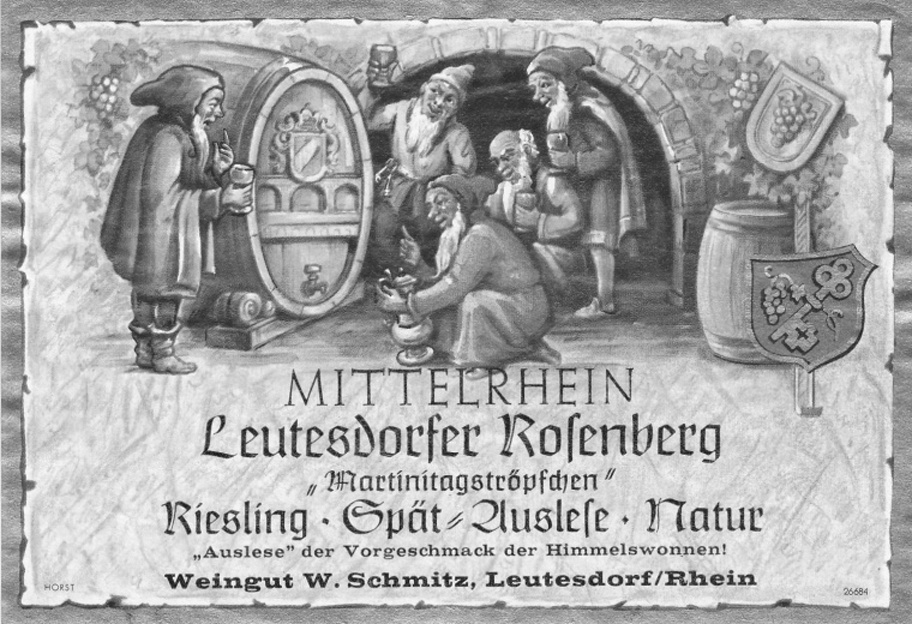 MITTELRHEIN
Leutesdorfer Rosenberg
„Martinitagströpfchen“
Riesling · Spät-Auslese · Natur
„Auslese” der Vorgeschmack der Himmelswonnen!
Weingut W. Schmitz, Leutesdorf/Rhein
HORST
26684